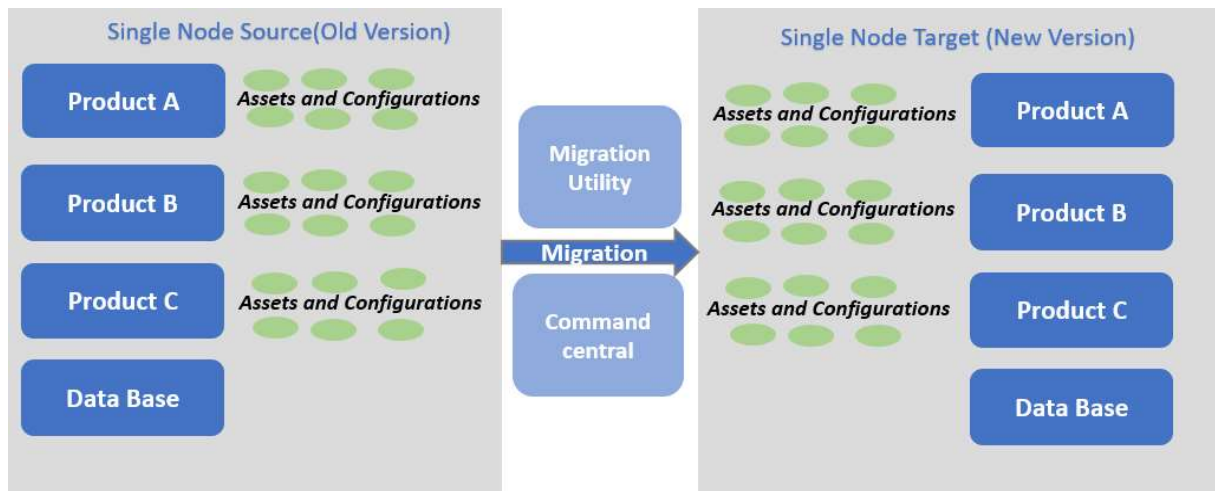 Single Node Source(Old Version)
Product A
Assets and Configurations
Product B
Assets and Configurations
Product C
Assets and Configurations
Data Base
Migration
Utility
Migration
Command
central
Single Node Target (New Version)
Assets and Configurations
Product A
Assets and Configurations
Product B
Assets and Configurations
Product C
Data Base